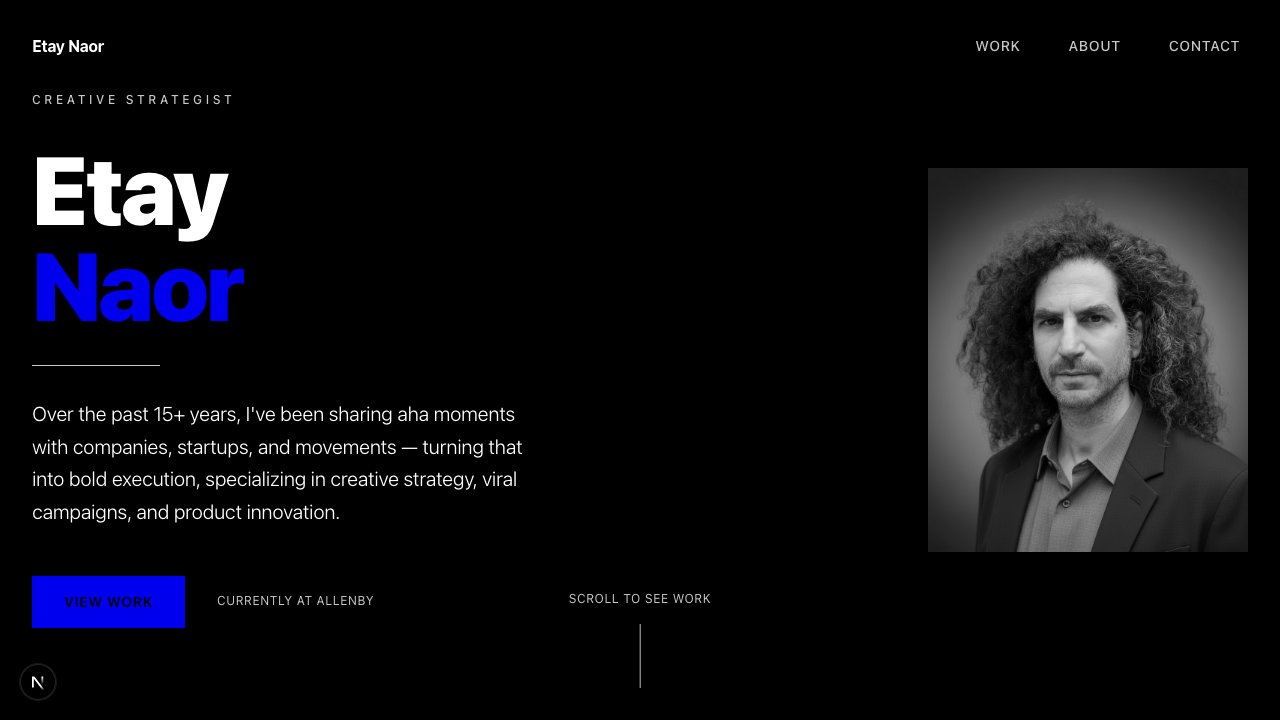 Etay Naor
WORK
ABOUT
CONTACT
CREATIVE STRATEGIST
Etay
Naor
Over the past 15+ years, I've been sharing aha moments
with companies, startups, and movements — turning that
into bold execution, specializing in creative strategy, viral
campaigns, and product innovation.
VIEW WORK
CURRENTLY AT ALLENBY
SCROLL TO SEE WORK
N